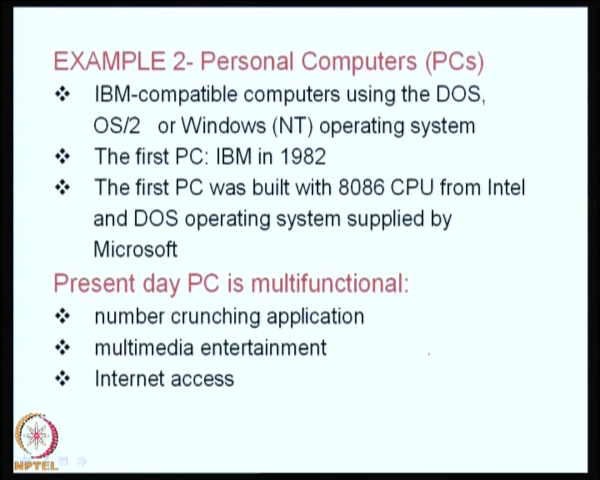 EXAMPLE 2- Personal Computers (PCs)
❖ IBM-compatible computers using the DOS,
OS/2 or Windows (NT) operating system
❖ The first PC: IBM in 1982
❖ The first PC was built with 8086 CPU from Intel
and DOS operating system supplied by
Microsoft
Present day PC is multifunctional:
❖ number crunching application
❖ multimedia entertainment
❖ Internet access
NPTEL